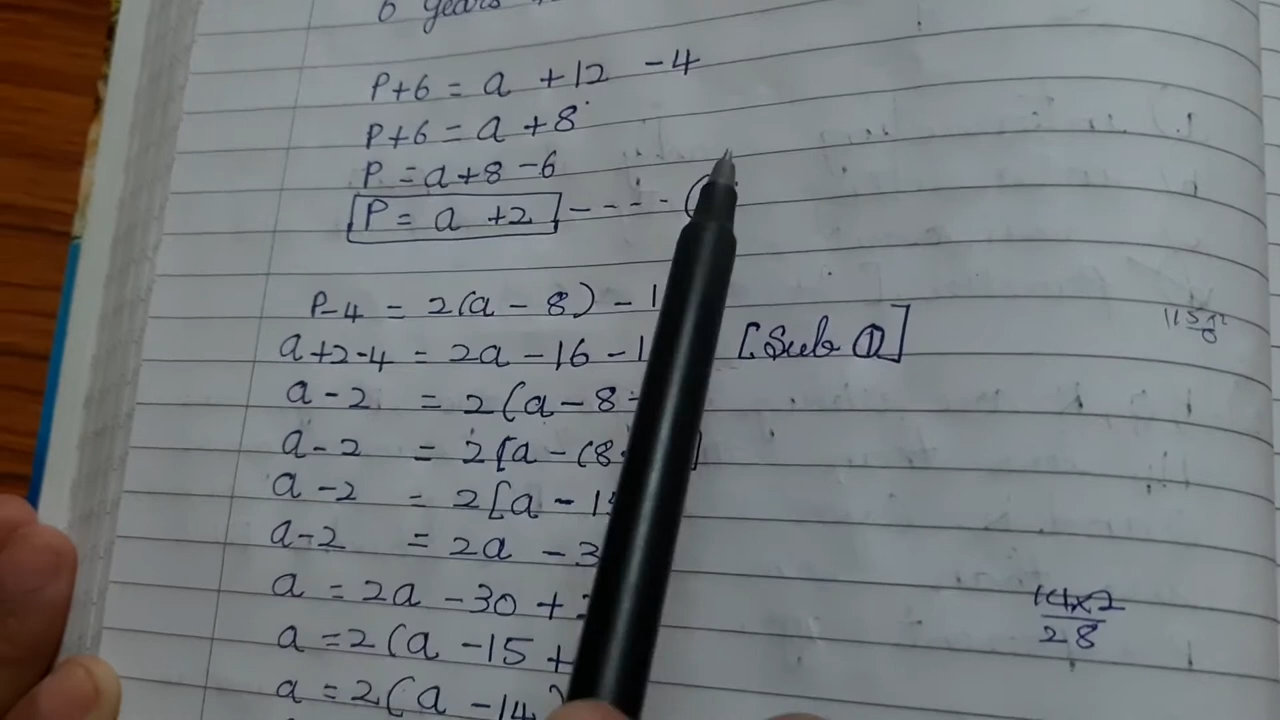 6 years
P+6 = a +12 -4
P+6 = a +8
P = a+8 -6
P = a +2 - - - -
P-4 = 2(a - 8) - 1
a+2-4 = 2a - 16 - 1 [Sub ①]
a - 2 = 2(a - 8
a - 2 = 2[a - (8
a - 2 = 2[a - 1
a - 2 = 2a - 3
a = 2a - 30 +
a = 2(a - 15 +
a = 2(a - 14)
14x2
28